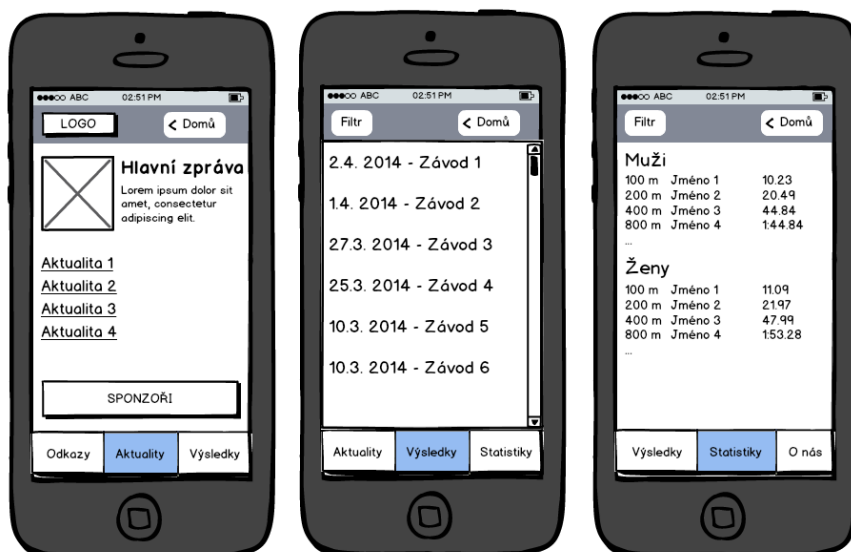 ●●●○○ ABC 02:51 PM
LOGO < Domů
Hlavní zpráva
Lorem ipsum dolor sit
amet, consectetur
adipiscing elit.
Aktualita 1
Aktualita 2
Aktualita 3
Aktualita 4
SPONZOŘI
Odkazy Aktuality Výsledky
●●●○○ ABC 02:51 PM
Filtr < Domů
2.4. 2014 - Závod 1
1.4. 2014 - Závod 2
27.3. 2014 - Závod 3
25.3. 2014 - Závod 4
10.3. 2014 - Závod 5
10.3. 2014 - Závod 6
Aktuality Výsledky Statistiky
●●●○○ ABC 02:51 PM
Filtr < Domů
Muži
100 m Jméno 1 10.23
200 m Jméno 2 20.49
400 m Jméno 3 44.84
800 m Jméno 4 1:44.84
...
Ženy
100 m Jméno 1 11.09
200 m Jméno 2 21.97
400 m Jméno 3 47.99
800 m Jméno 4 1:53.28
...
Výsledky Statistiky O nás